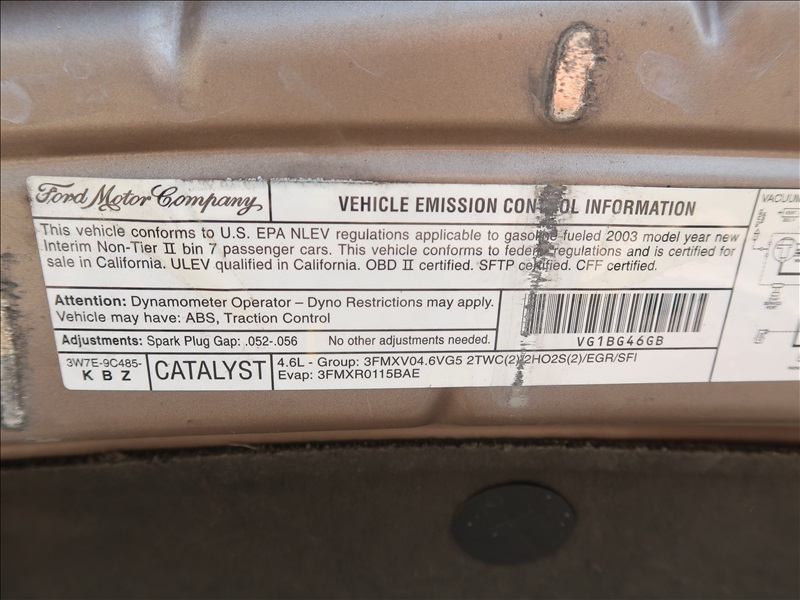 Ford Motor Company
VEHICLE EMISSION CONTROL INFORMATION
This vehicle conforms to U.S. EPA NLEV regulations applicable to gasoline fueled 2003 model year new
Interim Non-Tier II bin 7 passenger cars. This vehicle conforms to federal regulations and is certified for
sale in California. ULEV qualified in California. OBD II certified. SFTP certified. CFF certified.
Attention: Dynamometer Operator – Dyno Restrictions may apply.
Vehicle may have: ABS, Traction Control
Adjustments: Spark Plug Gap: .052-.056 No other adjustments needed.
VG1BG46GB
3W7E-9C485-
KBZ
CATALYST
4.6L - Group: 3FMXV04.6VG5 2TWC(2)/2HO2S(2)/EGR/SFI
Evap: 3FMXR0115BAE
VACUUM